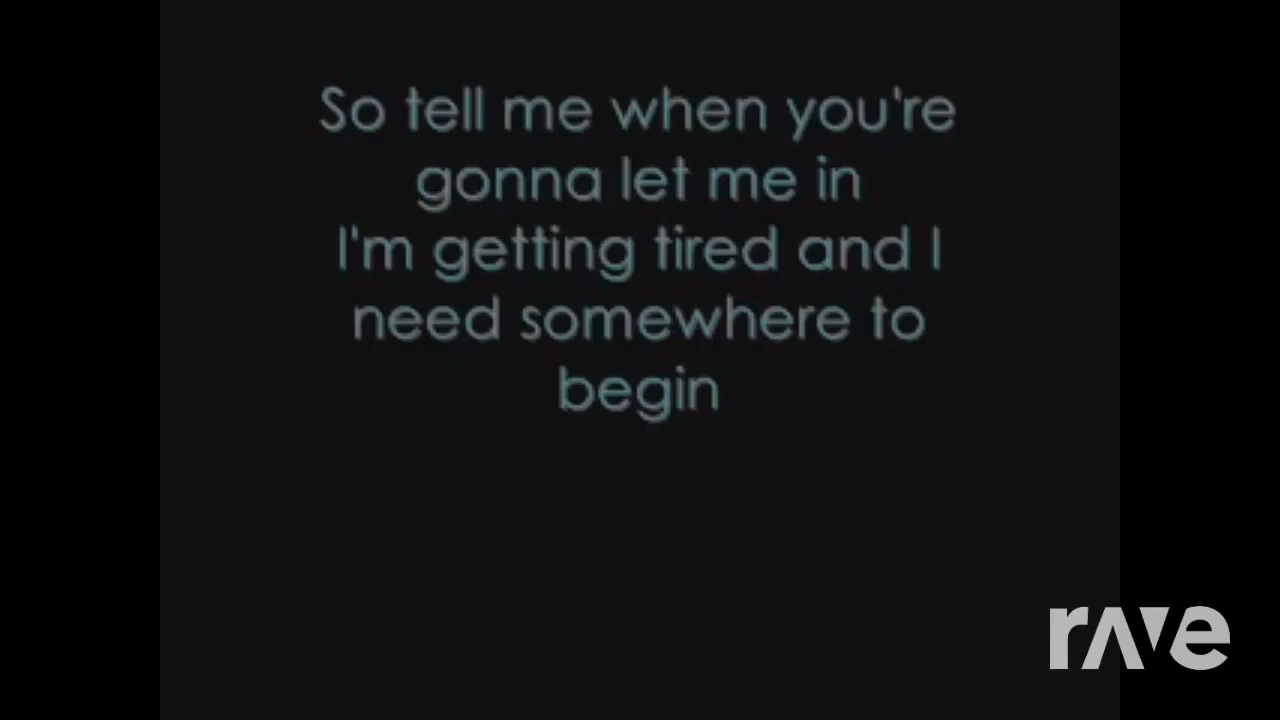 So tell me when you're
gonna let me in
I'm getting tired and I
need somewhere to
begin
rave